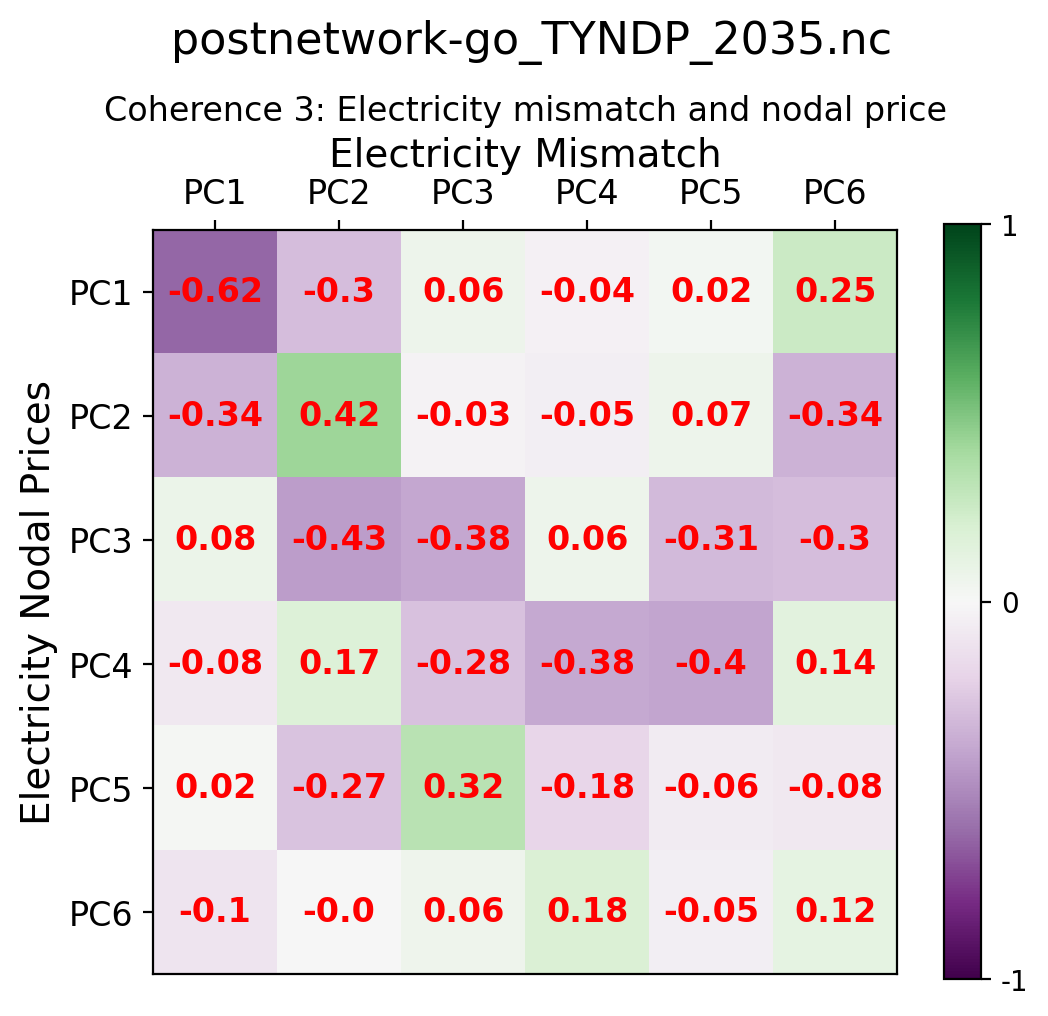 postnetwork-go_TYNDP_2035.nc
Coherence 3: Electricity mismatch and nodal price
Electricity Mismatch
PC1 PC2 PC3 PC4 PC5 PC6
Electricity Nodal Prices
PC1 -0.62 -0.3 0.06 -0.04 0.02 0.25
PC2 -0.34 0.42 -0.03 -0.05 0.07 -0.34
PC3 0.08 -0.43 -0.38 0.06 -0.31 -0.3
PC4 -0.08 0.17 -0.28 -0.38 -0.4 0.14
PC5 0.02 -0.27 0.32 -0.18 -0.06 -0.08
PC6 -0.1 -0.0 0.06 0.18 -0.05 0.12
1
0
-1